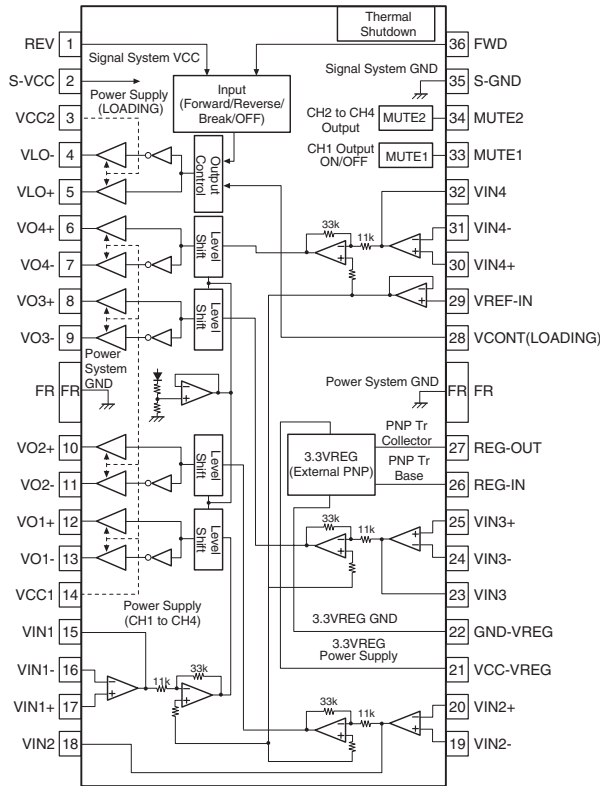 Thermal
Shutdown
REV 1
36 FWD
Signal System VCC
S-VCC 2
Signal System GND
35 S-GND
Power Supply
(LOADING)
Input
(Forward/Reverse/
Break/OFF)
VCC2 3
CH2 to CH4
Output
MUTE2
34 MUTE2
VLO- 4
Output
Control
CH1 Output
ON/OFF
MUTE1
33 MUTE1
VLO+ 5
32 VIN4
VO4+ 6
Level
Shift
33k
11k
31 VIN4-
VO4- 7
30 VIN4+
VO3+ 8
Level
Shift
29 VREF-IN
VO3- 9
28 VCONT(LOADING)
Power
System
GND
FR FR
Power System GND
FR FR
3.3VREG
(External PNP)
PNP Tr
Collector
27 REG-OUT
PNP Tr
Base
26 REG-IN
VO2+ 10
Level
Shift
VO2- 11
VO1+ 12
Level
Shift
33k
11k
25 VIN3+
VO1- 13
24 VIN3-
VCC1 14
23 VIN3
Power Supply
(CH1 to CH4)
3.3VREG GND
22 GND-VREG
VIN1 15
3.3VREG
Power Supply
21 VCC-VREG
VIN1- 16
33k
11k
VIN1+ 17
33k
11k
20 VIN2+
VIN2 18
19 VIN2-
- +
+ -